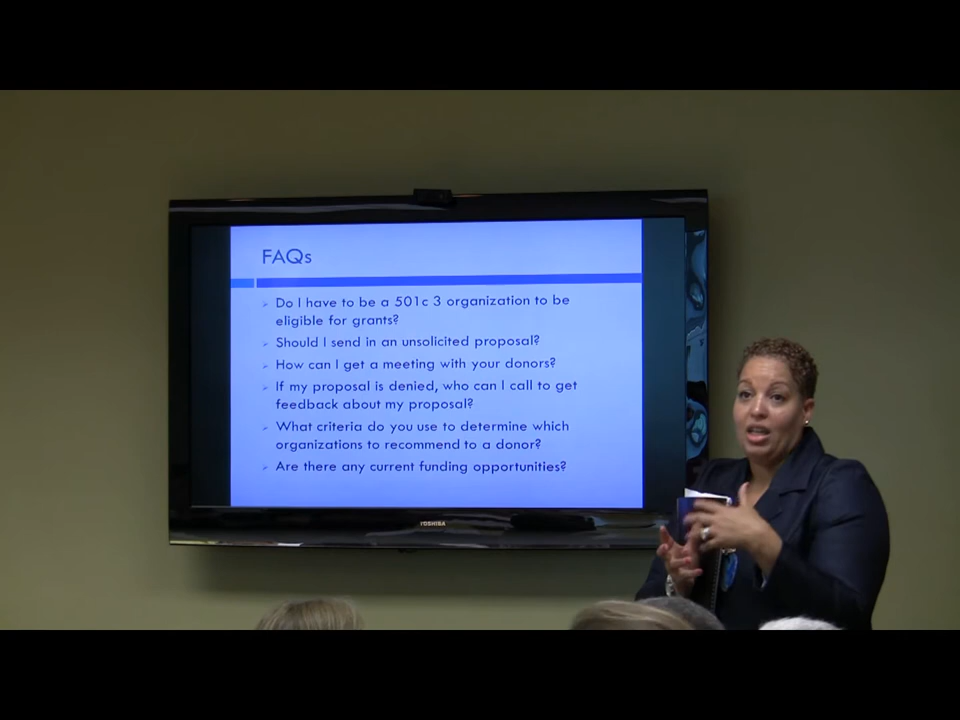 FAQs
Do I have to be a 501c 3 organization to be
eligible for grants?
Should I send in an unsolicited proposal?
How can I get a meeting with your donors?
If my proposal is denied, who can I call to get
feedback about my proposal?
What criteria do you use to determine which
organizations to recommend to a donor?
Are there any current funding opportunities?
TOSHIBA